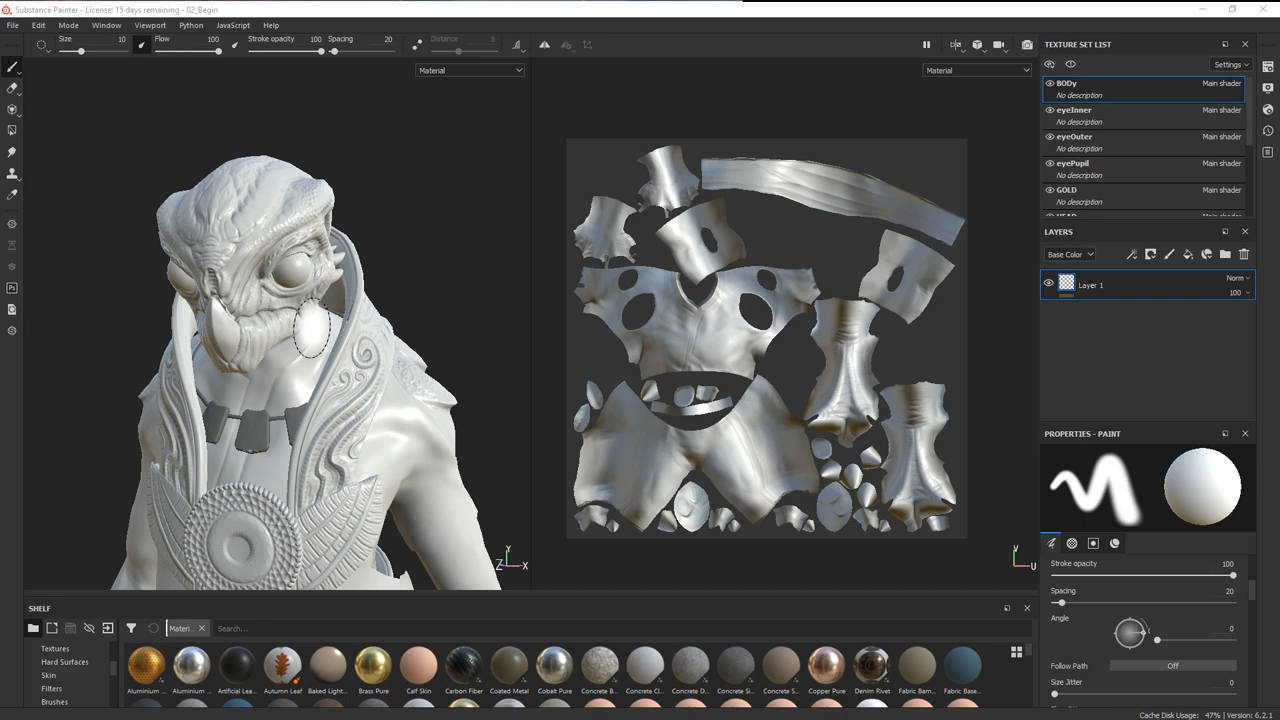 Substance Painter - License: 15 days remaining - 02_Begin
File Edit Mode Window Viewport Python JavaScript Help
Size 10 Flow 100 Stroke opacity 100 Spacing 20 Distance 8
Material
Material
TEXTURE SET LIST
Settings
BODy Main shader
No description
eyeInner Main shader
No description
eyeOuter Main shader
No description
eyePupil Main shader
No description
GOLD Main shader
No description
LAYERS
Base Color
Layer 1 Norm
100
PROPERTIES - PAINT
Stroke opacity 100
Spacing 20
Angle 0
Follow Path Off
Size Jitter 0
Y
Z X
V
U
Ps
SHELF
Materi... Search...
Textures
Hard Surfaces
Skin
Filters
Brushes
Aluminium ... Aluminium ... Artificial Lea... Autumn Leaf Baked Light... Brass Pure Calf Skin Carbon Fiber Coated Metal Cobalt Pure Concrete B... Concrete Cl... Concrete D... Concrete Si... Concrete S... Copper Pure Denim Rivet Fabric Bam... Fabric Base...
Cache Disk Usage: 47% | Version: 6.2.1